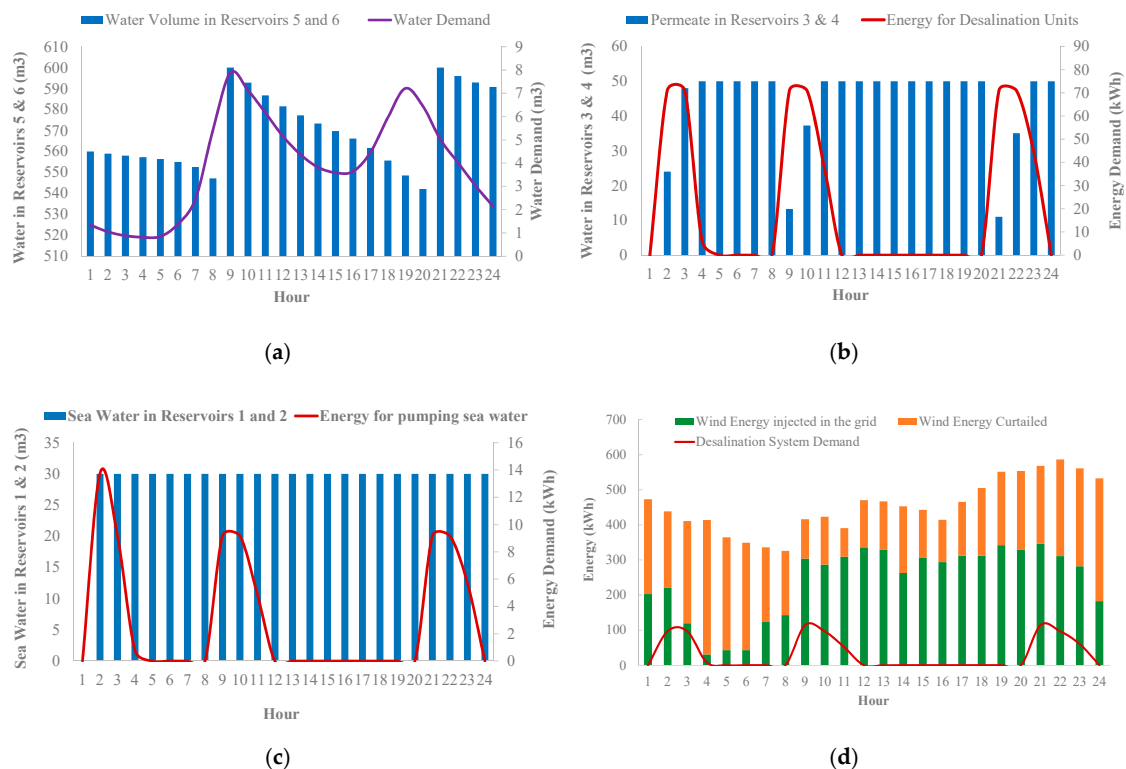 Water Volume in Reservoirs 5 and 6
Water Demand
Water in Reservoirs 5 & 6 (m3)
610
600
590
580
570
560
550
540
530
520
510
9
8
7
6
5
4
3
2
1
0
Water Demand (m3)
1 2 3 4 5 6 7 8 9 10 11 12 13 14 15 16 17 18 19 20 21 22 23 24
Hour
(a)
Permeate in Reservoirs 3 & 4
Energy for Desalination Units
Water in Reservoirs 3 & 4 (m3)
60
50
40
30
20
10
0
90
80
70
60
50
40
30
20
10
0
Energy Demand (kWh)
1 2 3 4 5 6 7 8 9 10 11 12 13 14 15 16 17 18 19 20 21 22 23 24
Hour
(b)
Sea Water in Reservoirs 1 and 2
Energy for pumping sea water
Sea Water in Reservoirs 1 & 2 (m3)
35
30
25
20
15
10
5
0
16
14
12
10
8
6
4
2
0
Energy Demand (kWh)
1 2 3 4 5 6 7 8 9 10 11 12 13 14 15 16 17 18 19 20 21 22 23 24
Hour
(c)
Wind Energy injected in the grid
Wind Energy Curtailed
Desalination System Demand
Energy (kWh)
700
600
500
400
300
200
100
0
1 2 3 4 5 6 7 8 9 10 11 12 13 14 15 16 17 18 19 20 21 22 23 24
Hour
(d)